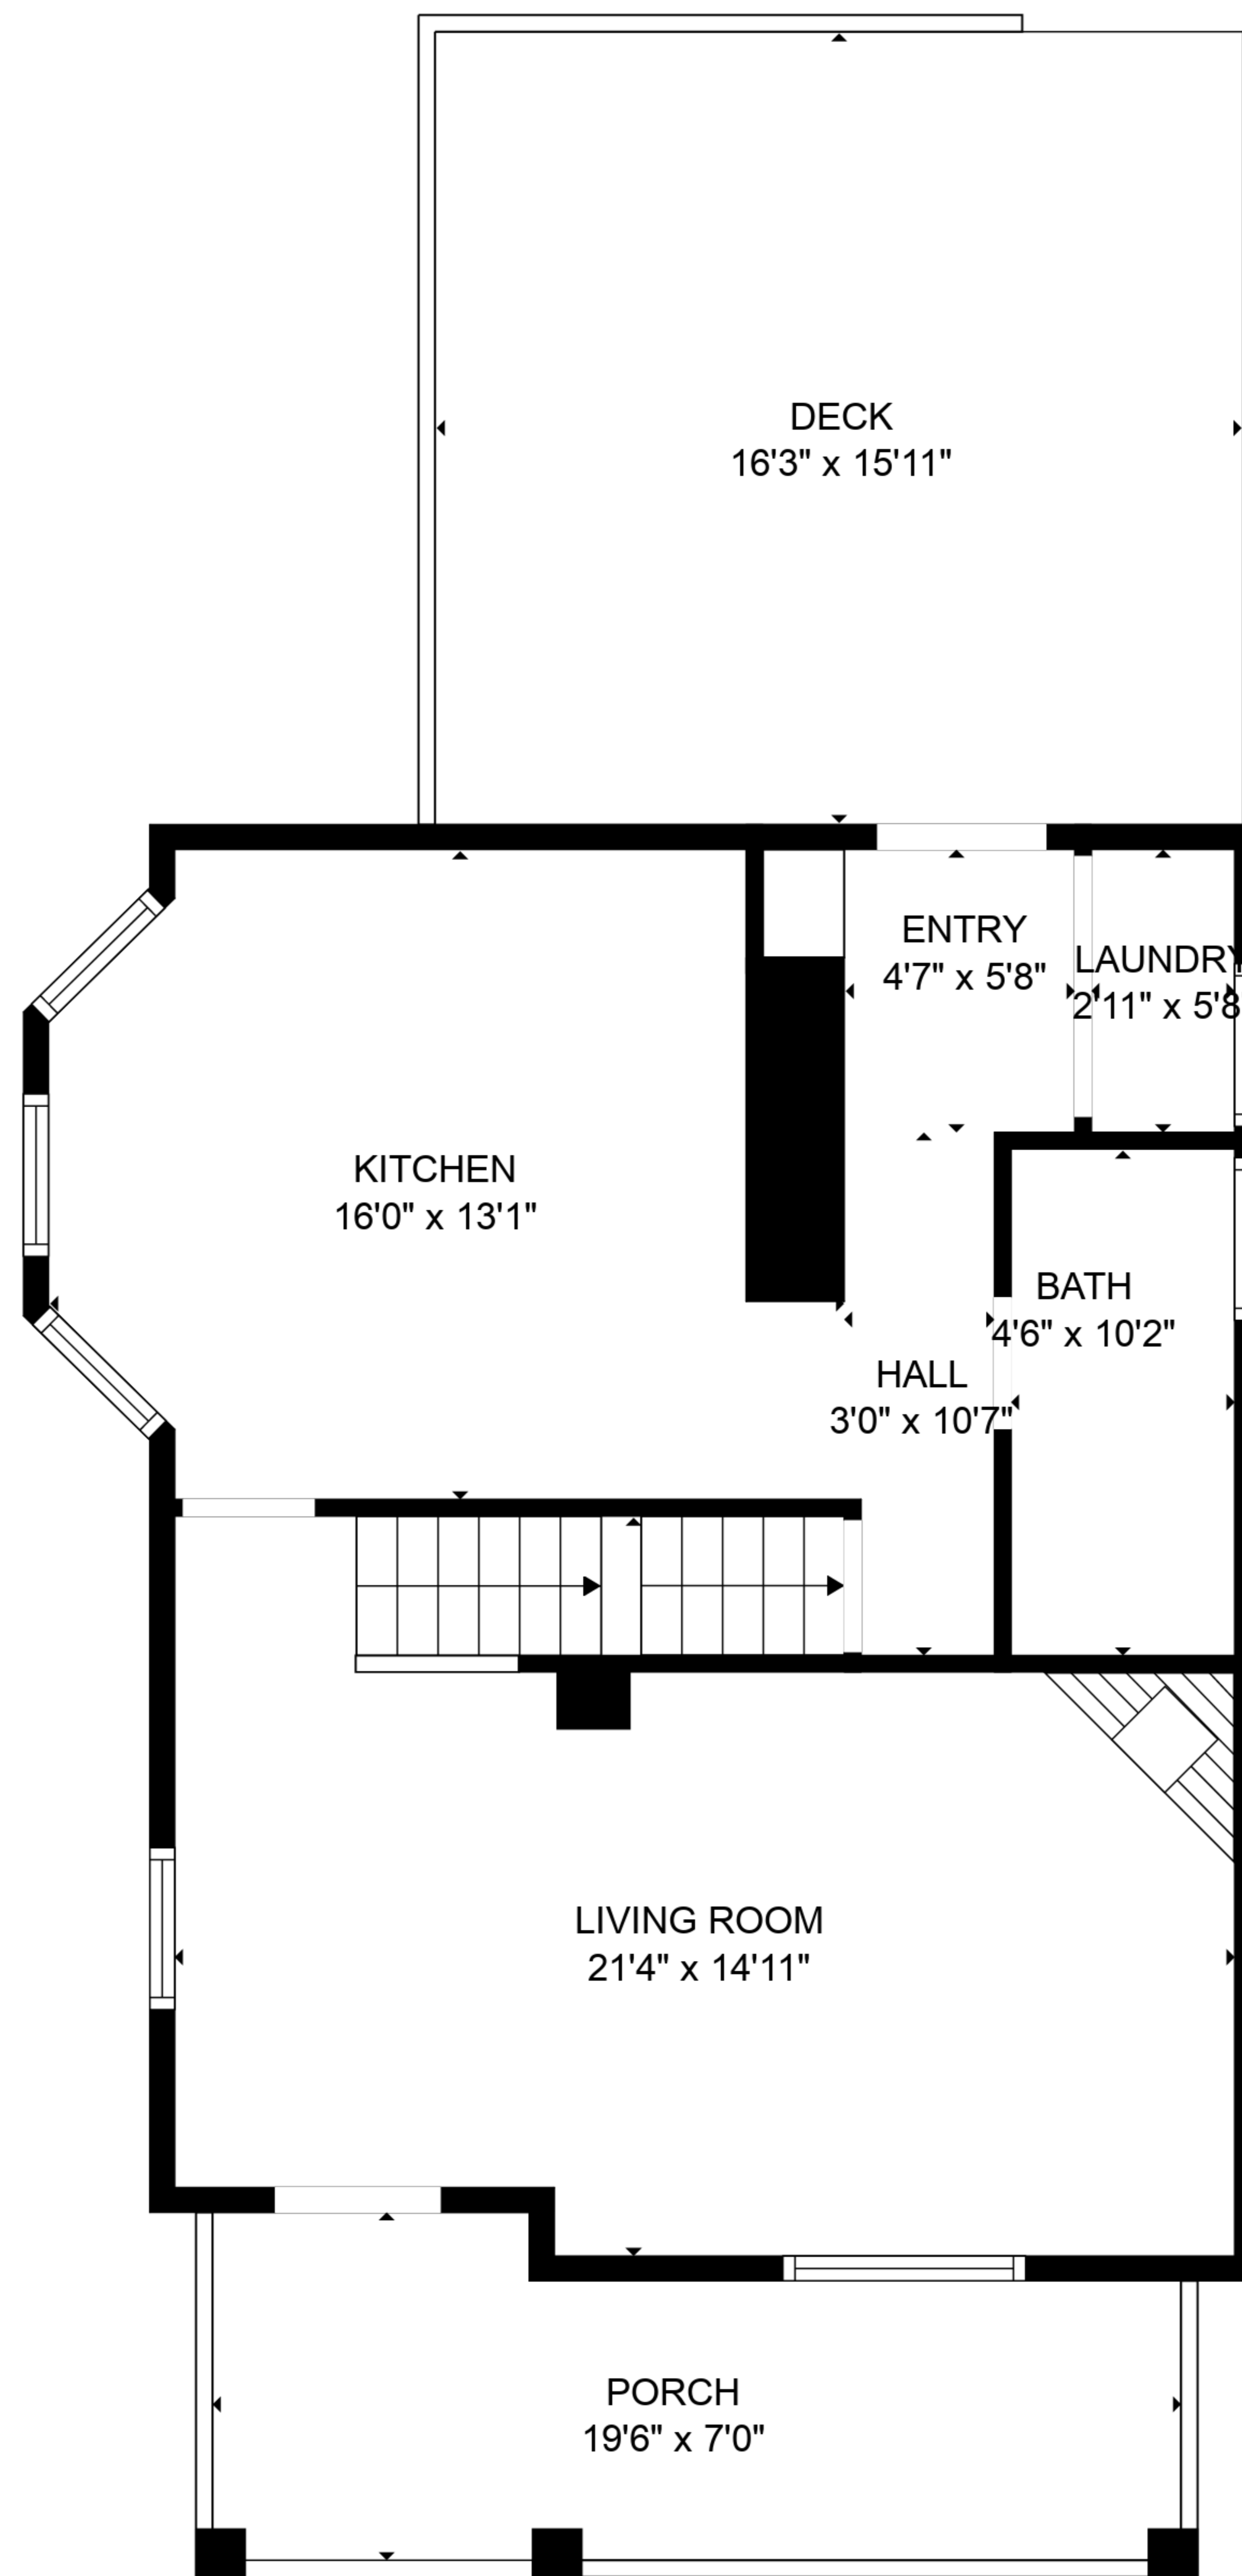 DECK
16'3" x 15'11"
ENTRY
4'7" x 5'8"
LAUNDRY
2'11" x 5'8
KITCHEN
16'0" x 13'1"
BATH
4'6" x 10'2"
HALL
3'0" x 10'7"
LIVING ROOM
21'4" x 14'11"
PORCH
19'6" x 7'0"